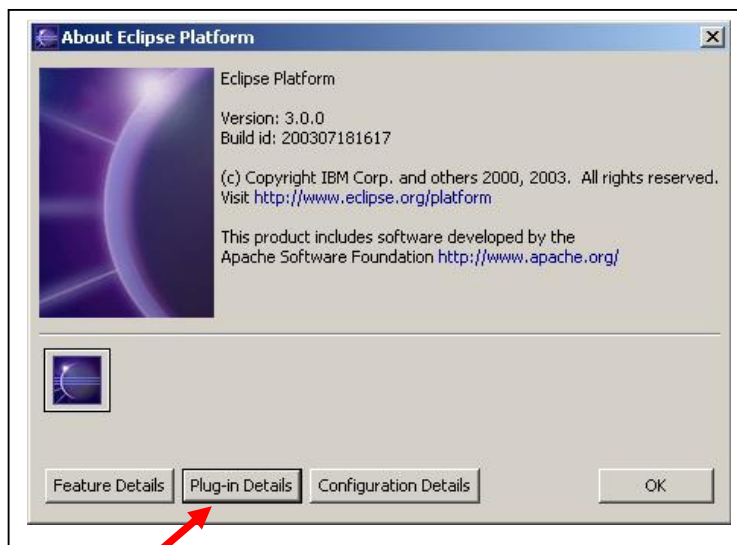 About Eclipse Platform
Eclipse Platform
Version: 3.0.0
Build id: 200307181617
(c) Copyright IBM Corp. and others 2000, 2003.  All rights reserved.
Visit http://www.eclipse.org/platform
This product includes software developed by the
Apache Software Foundation http://www.apache.org/
Feature Details Plug-in Details Configuration Details OK